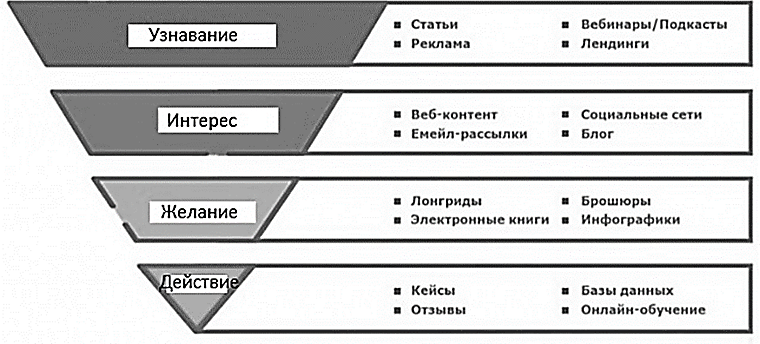 Узнавание
Статьи
Реклама
Вебинары/Подкасты
Лендинги
Интерес
Веб-контент
Емейл-рассылки
Социальные сети
Блог
Желание
Лонгриды
Электронные книги
Брошюры
Инфографики
Действие
Кейсы
Отзывы
Базы данных
Онлайн-обучение